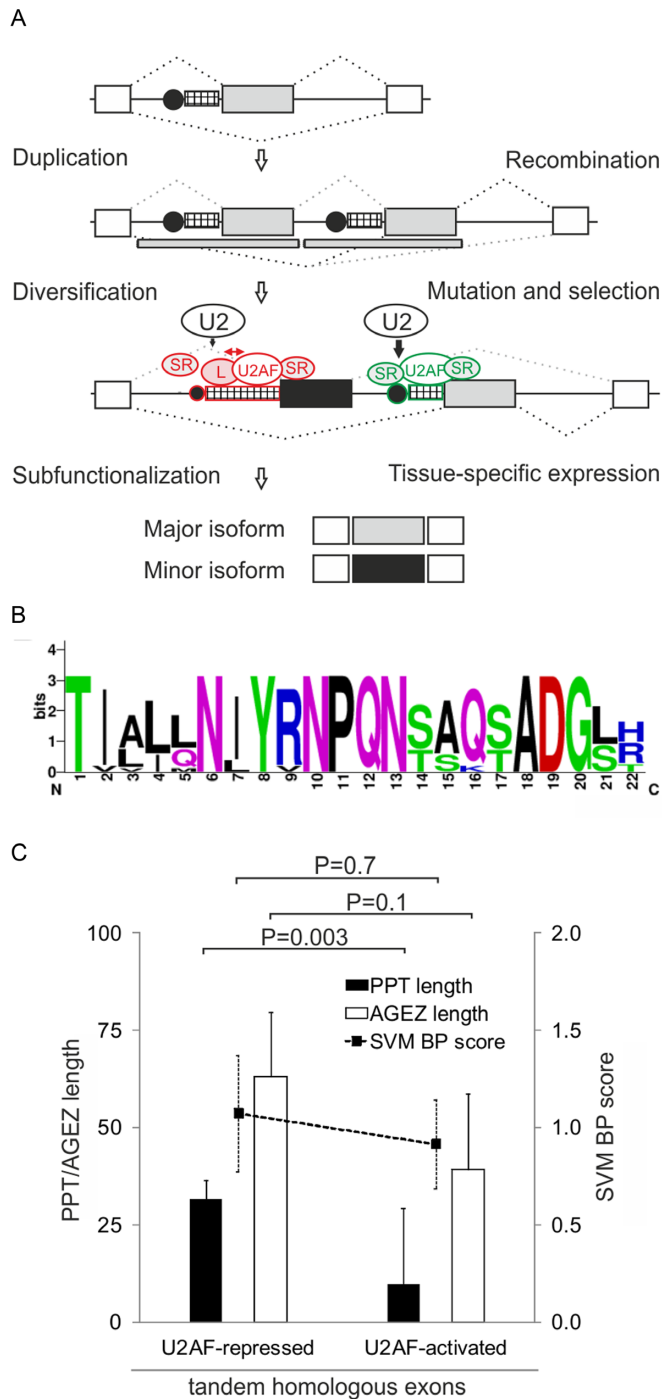 A
Duplication
Recombination
Diversification
Mutation and selection
U2
U2
SR
L
U2AF
SR
SR
U2AF
SR
Subfunctionalization
Tissue-specific expression
Major isoform
Minor isoform
B
bits
4
3
2
1
0
TIALLNIYRNPQNSAQSADGLH
VLIQLVTSKTSR
VMT
1 2 3 4 5 6 7 8 9 10 11 12 13 14 15 16 17 18 19 20 21 22
N C
C
P=0.7
P=0.1
P=0.003
PPT length
AGEZ length
SVM BP score
PPT/AGEZ length
100
75
50
25
0
SVM BP score
2.0
1.5
1.0
0.5
0.0
U2AF-repressed U2AF-activated
tandem homologous exons